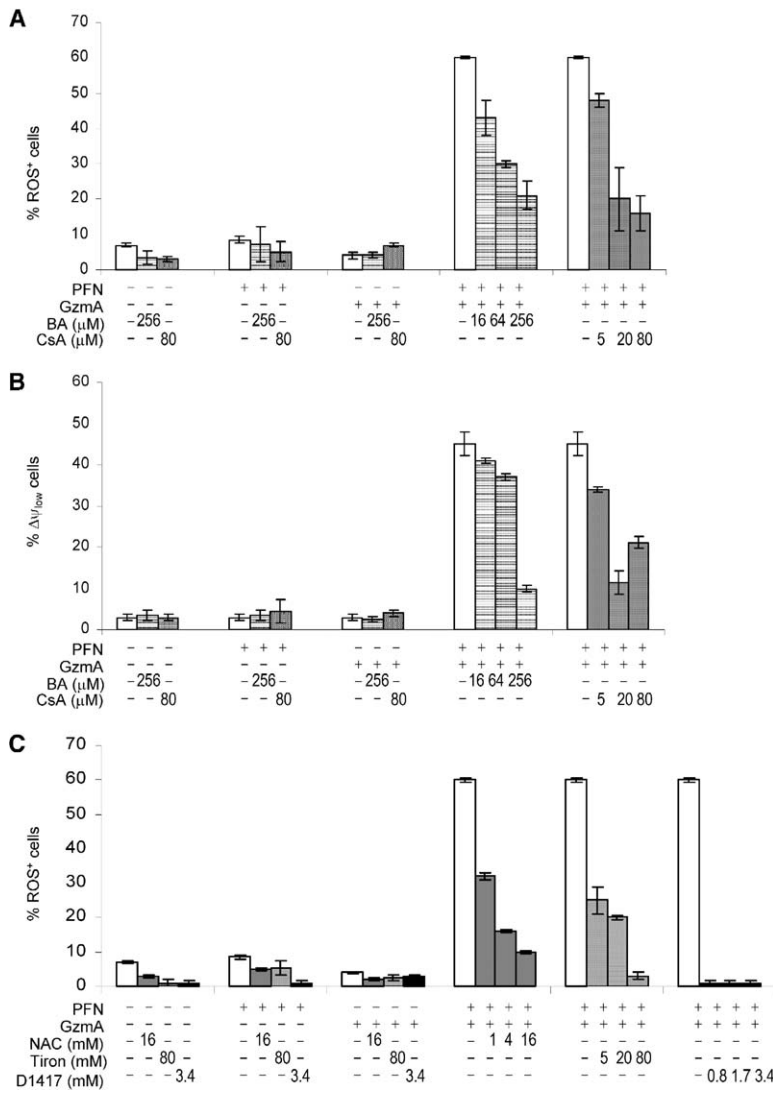 A
70
60
50
40
30
20
10
0
% ROS+ cells
PFN – – – + + + – – – + + + + + + + +
GzmA – – – – – – + + + + + + + + + + +
BA (μM) – 256 – – 256 – – 256 – – 16 64 256 – – – –
CsA (μM) – – 80 – – 80 – – 80 – – – – – 5 20 80
B
60
50
40
30
20
10
0
% Δψlow cells
PFN – – – + + + – – – + + + + + + + +
GzmA – – – – – – + + + + + + + + + + +
BA (μM) – 256 – – 256 – – 256 – – 16 64 256 – – – –
CsA (μM) – – 80 – – 80 – – 80 – – – – – 5 20 80
C
70
60
50
40
30
20
10
0
% ROS+ cells
PFN – – – – + + + + – – – – + + + + + + + + + + + +
GzmA – – – – – – – – + + + + + + + + + + + + + + + +
NAC (mM) – 16 – – – 16 – – – 16 – – – 1 4 16 – – – – – – – –
Tiron (mM) – – 80 – – – 80 – – – 80 – – – – – – 5 20 80 – – – –
D1417 (mM) – – – 3.4 – – – 3.4 – – – 3.4 – – – – – – – – – 0.8 1.7 3.4